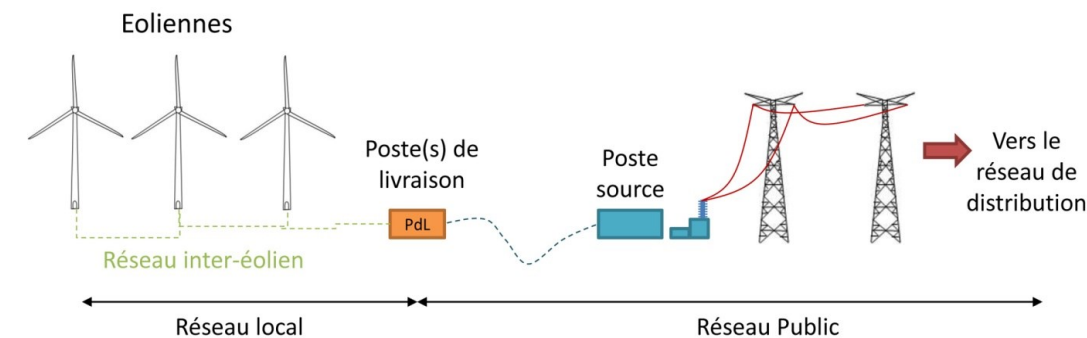 Eoliennes
Poste(s) de
livraison
PdL
Poste
source
Vers le
réseau de
distribution
Réseau inter-éolien
Réseau local
Réseau Public